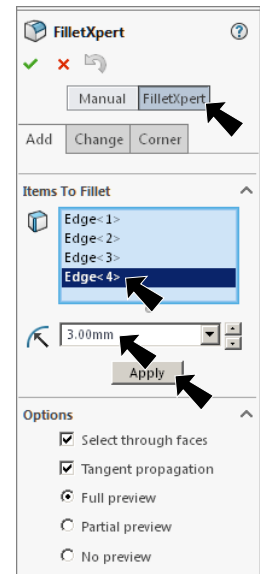 FilletXpert
Manual FilletXpert
Add Change Corner
Items To Fillet
Edge<1>
Edge<2>
Edge<3>
Edge<4>
3.00mm
Apply
Options
Select through faces
Tangent propagation
Full preview
Partial preview
No preview